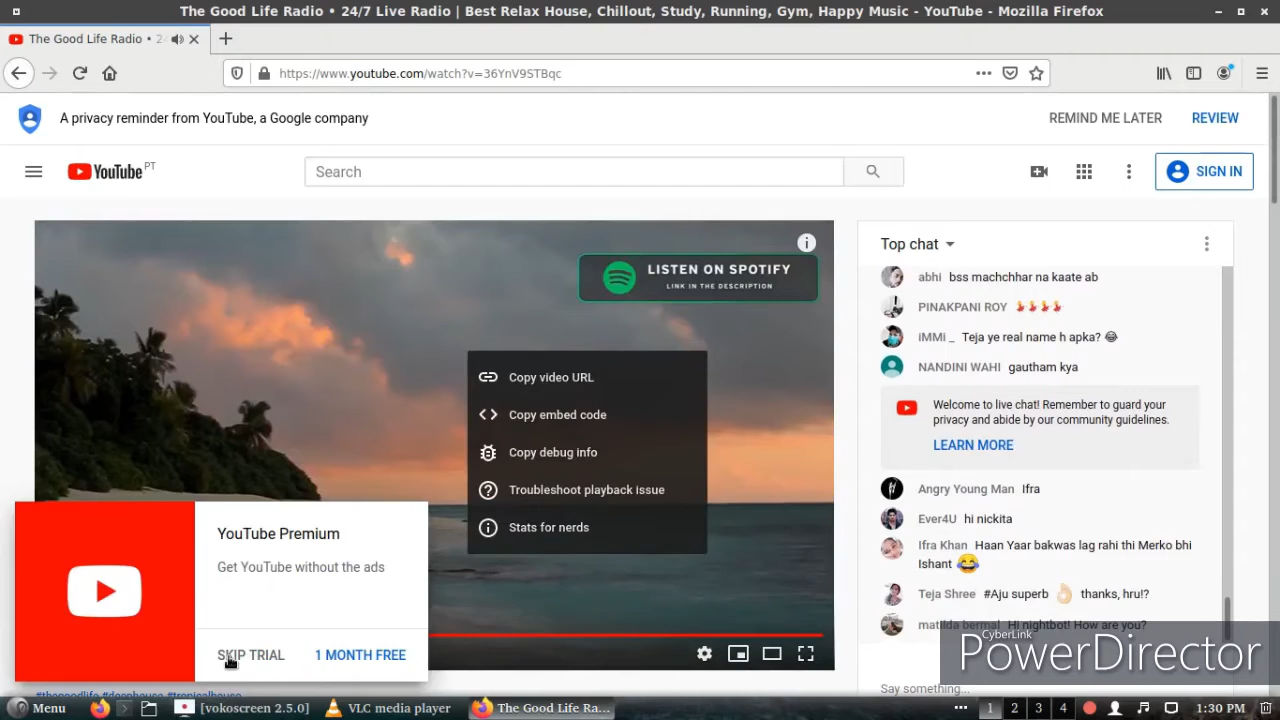 The Good Life Radio • 24/7 Live Radio | Best Relax House, Chillout, Study, Running, Gym, Happy Music - YouTube - Mozilla Firefox
The Good Life Radio • 2
https://www.youtube.com/watch?v=36YnV9STBqc
A privacy reminder from YouTube, a Google company
REMIND ME LATER
REVIEW
YouTube PT
Search
SIGN IN
LISTEN ON SPOTIFY
LINK IN THE DESCRIPTION
Copy video URL
Copy embed code
Copy debug info
Troubleshoot playback issue
Stats for nerds
YouTube Premium
Get YouTube without the ads
SKIP TRIAL
1 MONTH FREE
#thegoodlife #deephouse #tropicalhouse
Top chat
abhi bss machchhar na kaate ab
PINAKPANI ROY
iMMi _ Teja ye real name h apka?
NANDINI WAHI gautham kya
Welcome to live chat! Remember to guard your
privacy and abide by our community guidelines.
LEARN MORE
Angry Young Man Ifra
Ever4U hi nickita
Ifra Khan Haan Yaar bakwas lag rahi thi Merko bhi
Ishant
Teja Shree #Aju superb thanks, hru!?
matilda bermal Hi nightbot! How are you?
CyberLink
PowerDirector
Say something...
Menu
[vokoscreen 2.5.0]
VLC media player
The Good Life Ra...
1 2 3 4
1:30 PM